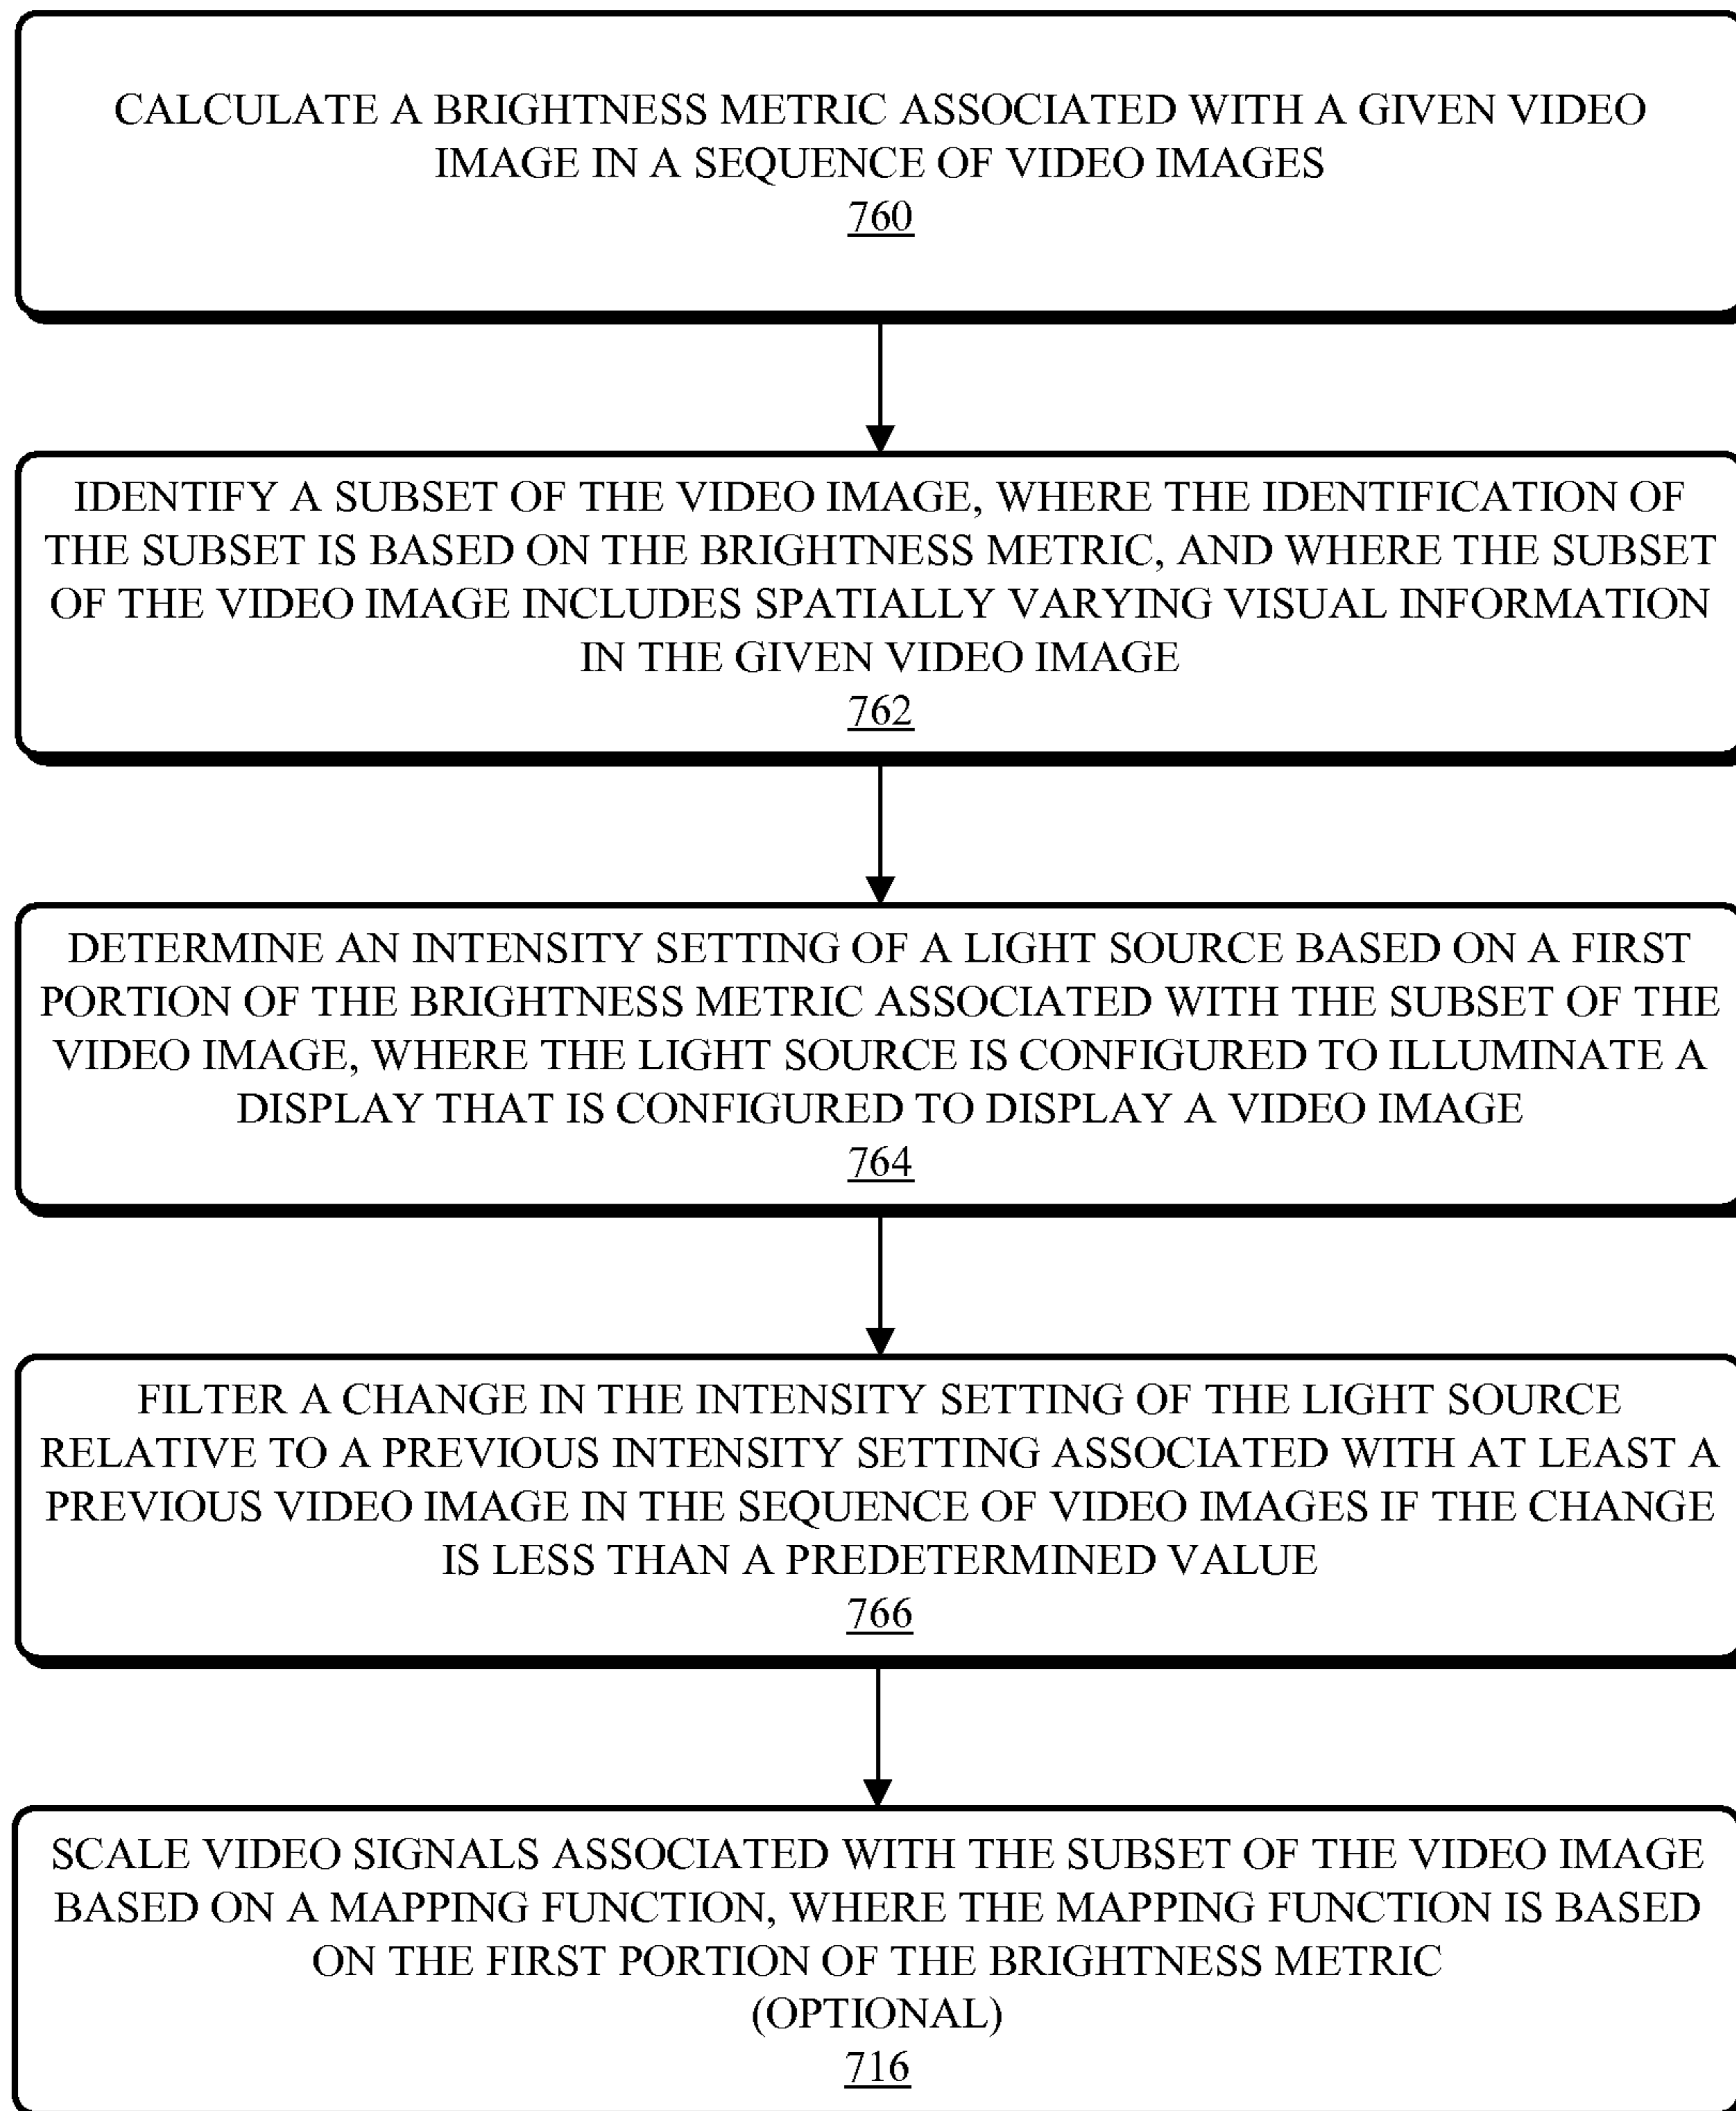 CALCULATE A BRIGHTNESS METRIC ASSOCIATED WITH A GIVEN VIDEO
IMAGE IN A SEQUENCE OF VIDEO IMAGES
760
IDENTIFY A SUBSET OF THE VIDEO IMAGE, WHERE THE IDENTIFICATION OF
THE SUBSET IS BASED ON THE BRIGHTNESS METRIC, AND WHERE THE SUBSET
OF THE VIDEO IMAGE INCLUDES SPATIALLY VARYING VISUAL INFORMATION
IN THE GIVEN VIDEO IMAGE
762
DETERMINE AN INTENSITY SETTING OF A LIGHT SOURCE BASED ON A FIRST
PORTION OF THE BRIGHTNESS METRIC ASSOCIATED WITH THE SUBSET OF THE
VIDEO IMAGE, WHERE THE LIGHT SOURCE IS CONFIGURED TO ILLUMINATE A
DISPLAY THAT IS CONFIGURED TO DISPLAY A VIDEO IMAGE
764
FILTER A CHANGE IN THE INTENSITY SETTING OF THE LIGHT SOURCE
RELATIVE TO A PREVIOUS INTENSITY SETTING ASSOCIATED WITH AT LEAST A
PREVIOUS VIDEO IMAGE IN THE SEQUENCE OF VIDEO IMAGES IF THE CHANGE
IS LESS THAN A PREDETERMINED VALUE
766
SCALE VIDEO SIGNALS ASSOCIATED WITH THE SUBSET OF THE VIDEO IMAGE
BASED ON A MAPPING FUNCTION, WHERE THE MAPPING FUNCTION IS BASED
ON THE FIRST PORTION OF THE BRIGHTNESS METRIC
(OPTIONAL)
716